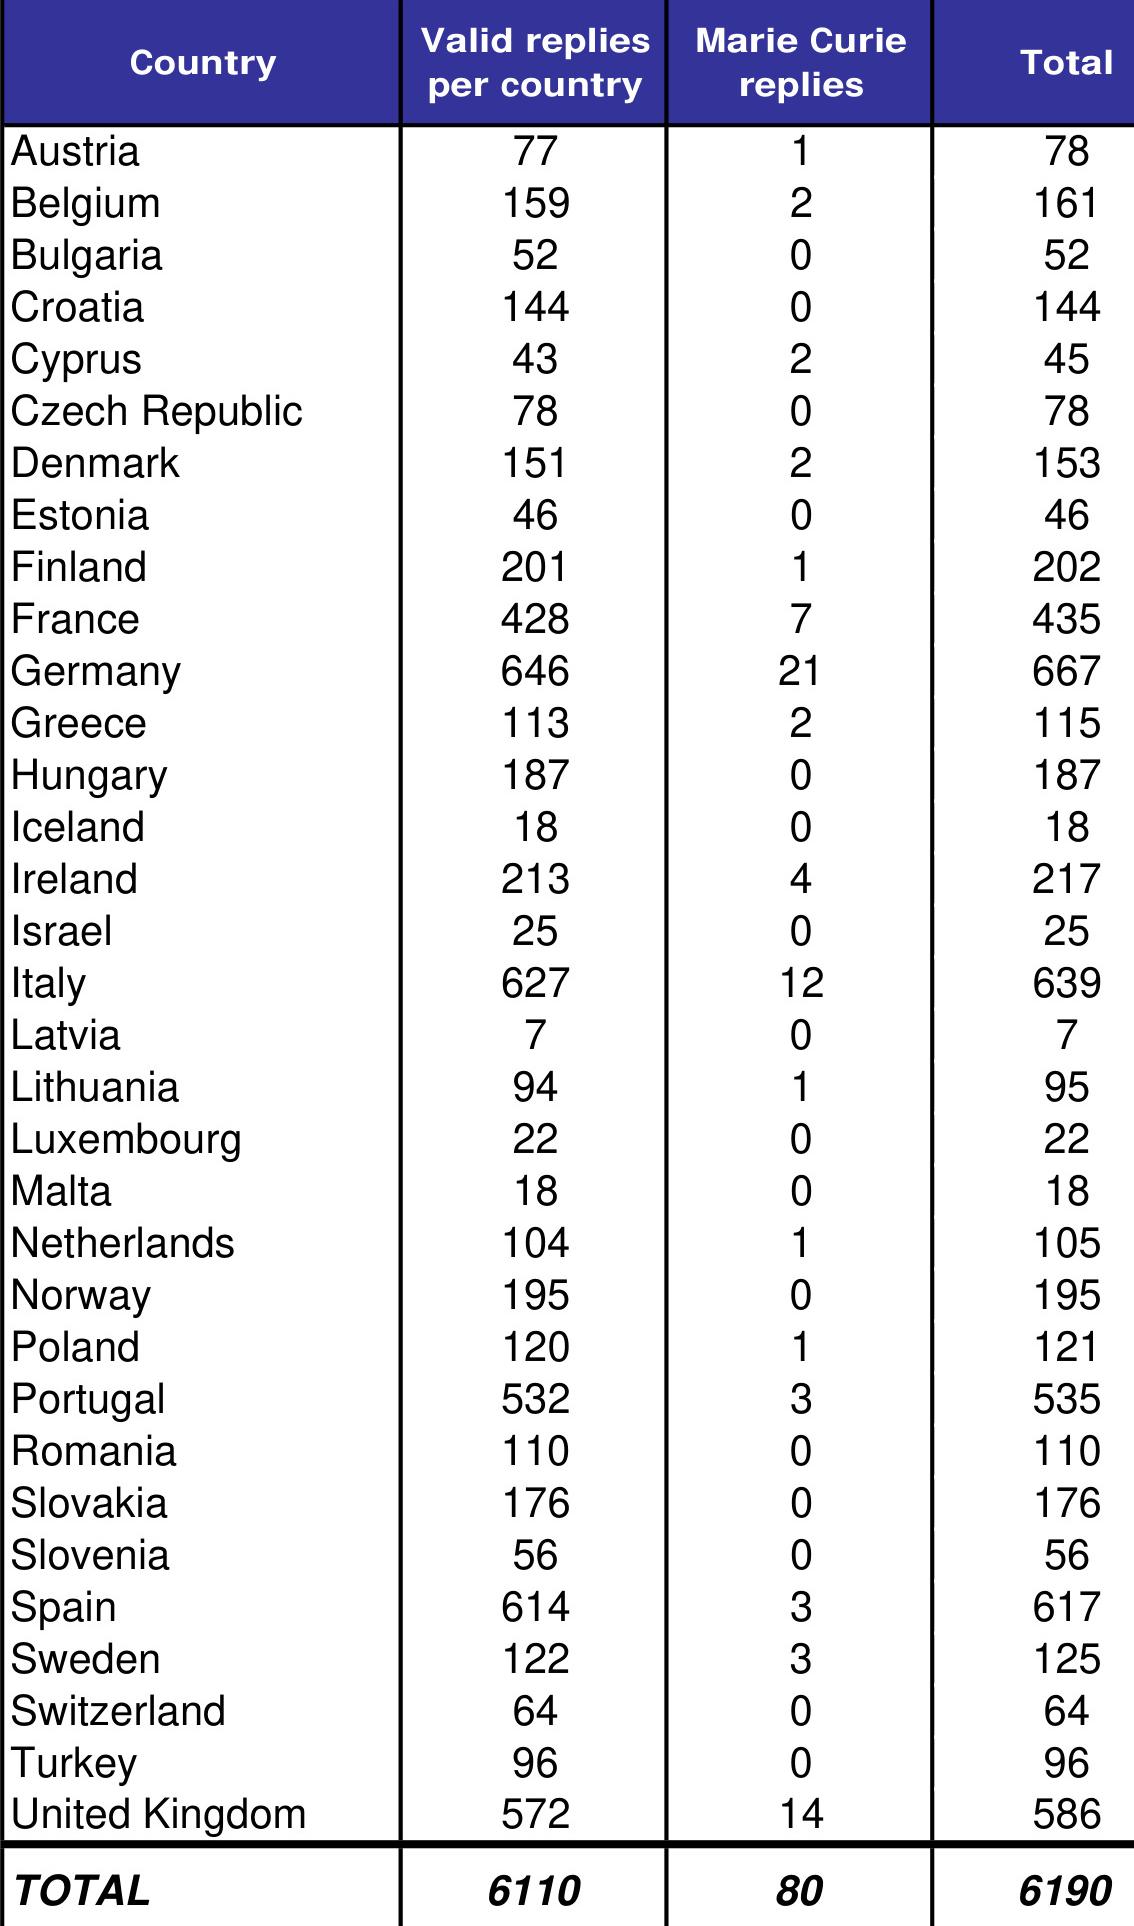 Country Valid replies per country Marie Curie replies Total
Austria 77 1 78
Belgium 159 2 161
Bulgaria 52 0 52
Croatia 144 0 144
Cyprus 43 2 45
Czech Republic 78 0 78
Denmark 151 2 153
Estonia 46 0 46
Finland 201 1 202
France 428 7 435
Germany 646 21 667
Greece 113 2 115
Hungary 187 0 187
Iceland 18 0 18
Ireland 213 4 217
Israel 25 0 25
Italy 627 12 639
Latvia 7 0 7
Lithuania 94 1 95
Luxembourg 22 0 22
Malta 18 0 18
Netherlands 104 1 105
Norway 195 0 195
Poland 120 1 121
Portugal 532 3 535
Romania 110 0 110
Slovakia 176 0 176
Slovenia 56 0 56
Spain 614 3 617
Sweden 122 3 125
Switzerland 64 0 64
Turkey 96 0 96
United Kingdom 572 14 586
TOTAL 6110 80 6190